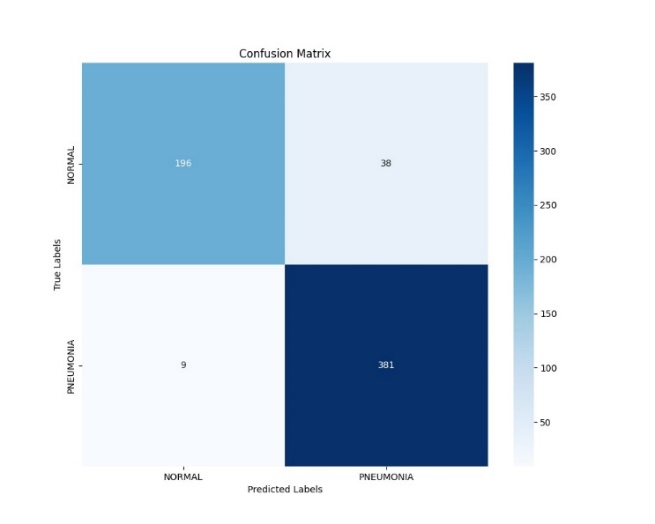 Confusion Matrix
NORMAL
196
38
350
300
250
200
150
100
50
True Labels
PNEUMONIA
9
381
NORMAL
PNEUMONIA
Predicted Labels